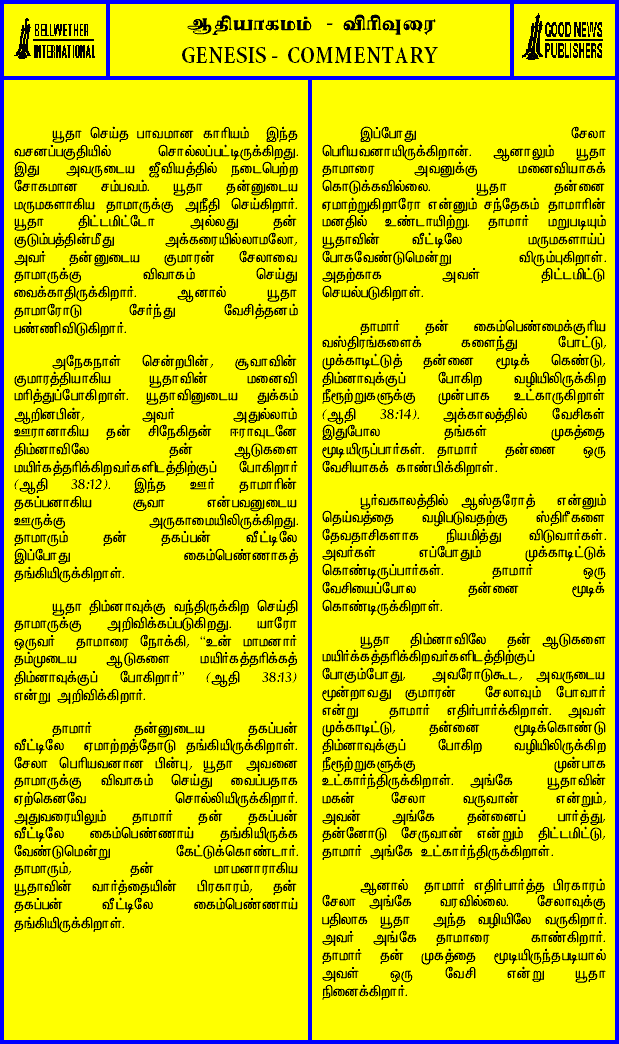 BELLWETHER
INTERNATIONAL
ஆதியாகமம் - விரிவுரை
GENESIS - COMMENTARY
GOOD NEWS
PUBLISHERS
யூதா செய்த பாவமான காரியம் இந்த
வசனப்பகுதியில் சொல்லப்பட்டிருக்கிறது.
இது அவருடைய ஜீவியத்தில் நடைபெற்ற
சோகமான சம்பவம். யூதா தன்னுடைய
மருமகளாகிய தாமாருக்கு அநீதி செய்கிறார்.
யூதா திட்டமிட்டோ அல்லது தன்
குடும்பத்தின்மீது அக்கரையில்லாமலோ,
அவர் தன்னுடைய குமாரன் சேலாவை
தாமாருக்கு விவாகம் செய்து
வைக்காதிருக்கிறார். ஆனால் யூதா
தாமாரோடு சேர்ந்து வேசித்தனம்
பண்ணிவிடுகிறார்.
அநேகநாள் சென்றபின், சூவாவின்
குமாரத்தியாகிய யூதாவின் மனைவி
மரித்துப்போகிறாள். யூதாவினுடைய துக்கம்
ஆறினபின், அவர் அதுல்லாம்
ஊரானாகிய தன் சிநேகிதன் ஈராவுடனே
திம்னாவிலே தன் ஆடுகளை
மயிர்கத்தரிக்கிறவர்களிடத்திற்குப் போகிறார்
(ஆதி 38:12). இந்த ஊர் தாமாரின்
தகப்பனாகிய சூவா என்பவனுடைய
ஊருக்கு அருகாமையிலிருக்கிறது.
தாமாரும் தன் தகப்பன் வீட்டிலே
இப்போது கைம்பெண்ணாகத்
தங்கியிருக்கிறாள்.
யூதா திம்னாவுக்கு வந்திருக்கிற செய்தி
தாமாருக்கு அறிவிக்கப்படுகிறது. யாரோ
ஒருவர் தாமாரை நோக்கி, “உன் மாமனார்
தம்முடைய ஆடுகளை மயிர்கத்தரிக்கத்
திம்னாவுக்குப் போகிறார்” (ஆதி 38:13)
என்று அறிவிக்கிறார்.
தாமார் தன்னுடைய தகப்பன்
வீட்டிலே ஏமாற்றத்தோடு தங்கியிருக்கிறாள்.
சேலா பெரியவனான பின்பு, யூதா அவனை
தாமாருக்கு விவாகம் செய்து வைப்பதாக
ஏற்கெனவே சொல்லியிருக்கிறார்.
அதுவரையிலும் தாமார் தன் தகப்பன்
வீட்டிலே கைம்பெண்ணாய் தங்கியிருக்க
வேண்டுமென்று கேட்டுக்கொண்டார்.
தாமாரும், தன் மாமனாராகிய
யூதாவின் வார்த்தையின் பிரகாரம், தன்
தகப்பன் வீட்டிலே கைம்பெண்ணாய்
தங்கியிருக்கிறாள்.
இப்போது சேலா
பெரியவனாயிருக்கிறான். ஆனாலும் யூதா
தாமாரை அவனுக்கு மனைவியாகக்
கொடுக்கவில்லை. யூதா தன்னை
ஏமாற்றுகிறாரோ என்னும் சந்தேகம் தாமாரின்
மனதில் உண்டாயிற்று. தாமார் மறுபடியும்
யூதாவின் வீட்டிலே மருமகளாய்ப்
போகவேண்டுமென்று விரும்புகிறாள்.
அதற்காக அவள் திட்டமிட்டு
செயல்படுகிறாள்.
தாமார் தன் கைம்பெண்மைக்குரிய
வஸ்திரங்களைக் களைந்து போட்டு,
முக்காடிட்டுத் தன்னை மூடிக் கெண்டு,
திம்னாவுக்குப் போகிற வழியிலிருக்கிற
நீரூற்றுகளுக்கு முன்பாக உட்காருகிறாள்
(ஆதி 38:14). அக்காலத்தில் வேசிகள்
இதுபோல தங்கள் முகத்தை
மூடியிருப்பார்கள். தாமார் தன்னை ஒரு
வேசியாகக் காண்பிக்கிறாள்.
பூர்வகாலத்தில் ஆஸ்தரோத் என்னும்
தெய்வத்தை வழிபடுவதற்கு ஸ்திரீகளை
தேவதாசிகளாக நியமித்து விடுவார்கள்.
அவர்கள் எப்போதும் முக்காடிட்டுக்
கொண்டிருப்பார்கள். தாமார் ஒரு
வேசியைப்போல தன்னை மூடிக்
கொண்டிருக்கிறாள்.
யூதா திம்னாவிலே தன் ஆடுகளை
மயிர்க்கத்தரிக்கிறவர்களிடத்திற்குப்
போகும்போது, அவரோடுகூட, அவருடைய
மூன்றாவது குமாரன் சேலாவும் போவார்
என்று தாமார் எதிர்பார்க்கிறாள். அவள்
முக்காடிட்டு, தன்னை மூடிக்கொண்டு
திம்னாவுக்குப் போகிற வழியிலிருக்கிற
நீரூற்றுகளுக்கு முன்பாக
உட்கார்ந்திருக்கிறாள். அங்கே யூதாவின்
மகன் சேலா வருவான் என்றும்,
அவன் அங்கே தன்னைப் பார்த்து,
தன்னோடு சேருவான் என்றும் திட்டமிட்டு,
தாமார் அங்கே உட்கார்ந்திருக்கிறாள்.
ஆனால் தாமார் எதிர்பார்த்த பிரகாரம்
சேலா அங்கே வரவில்லை. சேலாவுக்கு
பதிலாக யூதா அந்த வழியிலே வருகிறார்.
அவர் அங்கே தாமாரை காண்கிறார்.
தாமார் தன் முகத்தை மூடியிருந்தபடியால்
அவள் ஒரு வேசி என்று யூதா
நினைக்கிறார்.